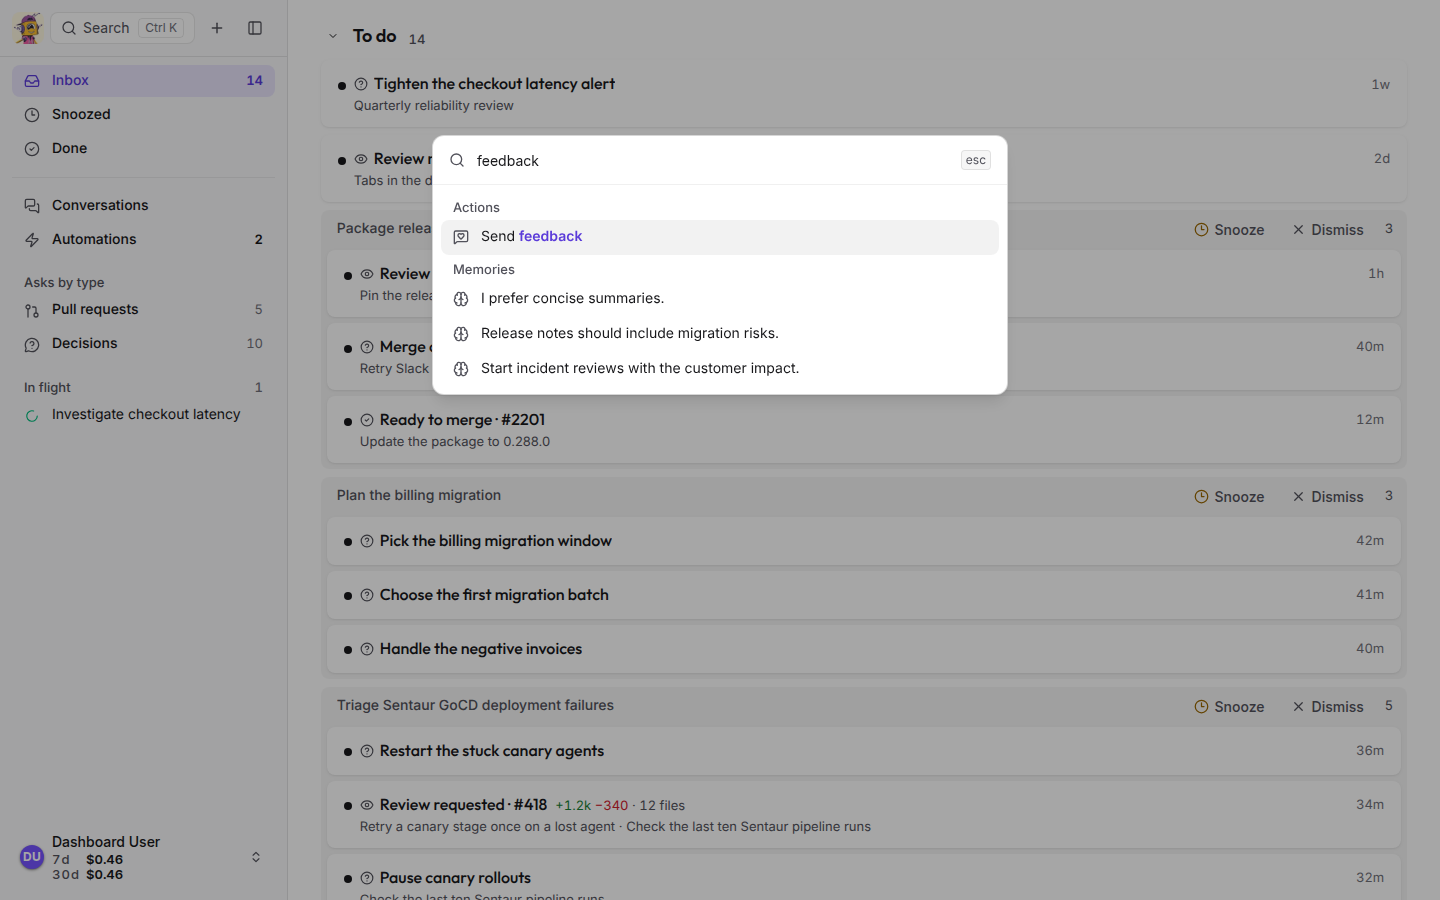 Search Ctrl K
Inbox 14
Snoozed
Done
Conversations
Automations 2
Asks by type
Pull requests 5
Decisions 10
In flight 1
Investigate checkout latency
DU
Dashboard User
7d $0.46
30d $0.46
To do 14
Tighten the checkout latency alert 1w
Quarterly reliability review
Review 2d
Tabs in the
feedback esc
Actions
Send feedback
Memories
I prefer concise summaries.
Release notes should include migration risks.
Start incident reviews with the customer impact.
Package Snooze Dismiss 3
Review 1h
Pin the
Merge 40m
Retry Slack
Ready to merge · #2201 12m
Update the package to 0.288.0
Plan the billing migration Snooze Dismiss 3
Pick the billing migration window 42m
Choose the first migration batch 41m
Handle the negative invoices 40m
Triage Sentaur GoCD deployment failures Snooze Dismiss 5
Restart the stuck canary agents 36m
Review requested · #418 +1.2k −340 · 12 files 34m
Retry a canary stage once on a lost agent · Check the last ten Sentaur pipeline runs
Pause canary rollouts 32m
Check the last ten Sentaur pipeline runs